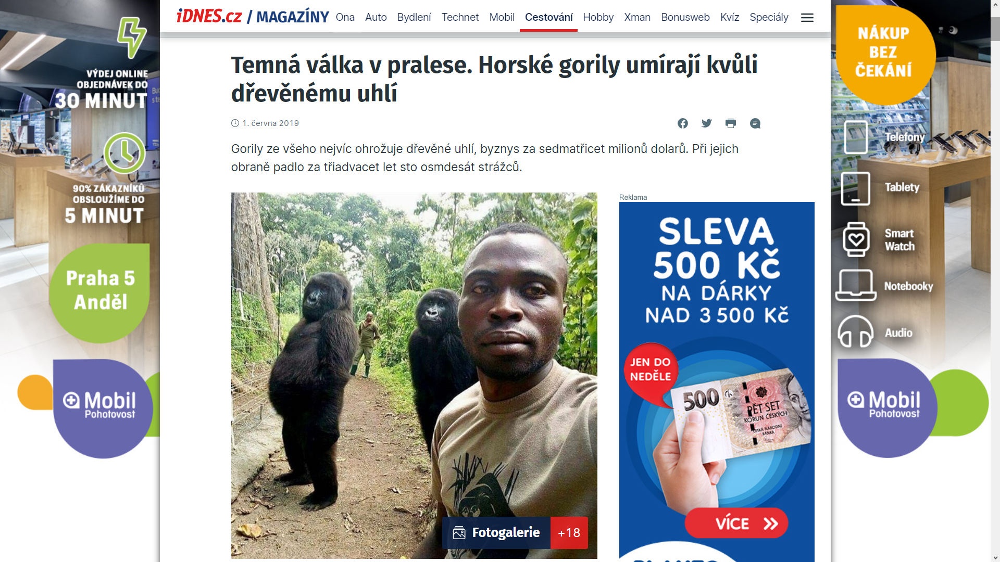 iDNES.cz / MAGAZÍNY Ona Auto Bydlení Technet Mobil Cestování Hobby Xman Bonusweb Kvíz Speciály
Temná válka v pralese. Horské gorily umírají kvůli
dřevěnému uhlí
1. června 2019
Gorily ze všeho nejvíc ohrožuje dřevěné uhlí, byznys za sedmatřicet milionů dolarů. Při jejich
obraně padlo za třiadvacet let sto osmdesát strážců.
Fotogalerie +18
Reklama
SLEVA
500 Kč
NA DÁRKY
NAD 3 500 Kč
JEN DO
NEDĚLE
500
PĚT SET
KORUN ČESKÝCH
ČESKÁ NÁRODNÍ
BANKA
VÍCE
VÝDEJ ONLINE
OBJEDNÁVEK DO
30 MINUT
90% ZÁKAZNÍKŮ
OBSLOUŽÍME DO
5 MINUT
Praha 5
Anděl
Mobil
Pohotovost
NÁKUP
BEZ
ČEKÁNÍ
Telefony
Tablety
Smart
Watch
Notebooky
Audio
Mobil
Pohotovost